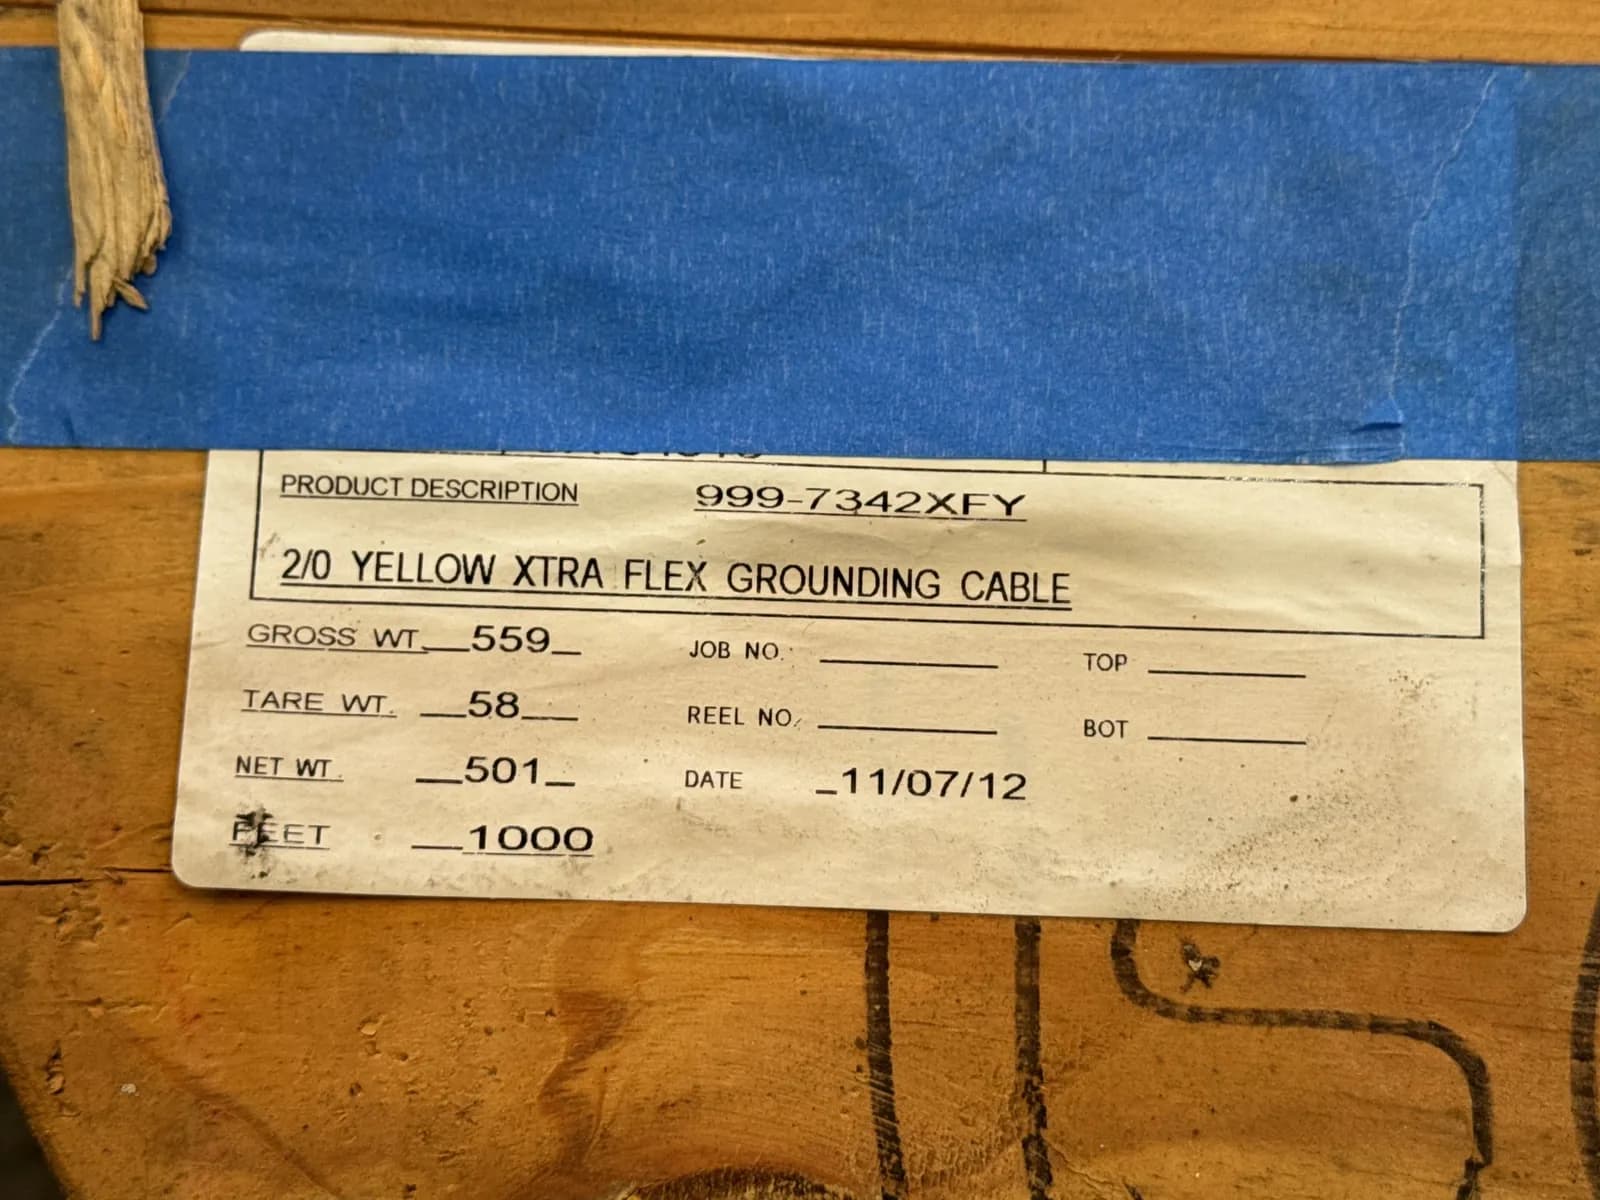 PRODUCT DESCRIPTION 999-7342XFY
2/0 YELLOW XTRA FLEX GROUNDING CABLE
GROSS WT. 559 JOB NO. TOP
TARE WT. 58 REEL NO. BOT
NET WT. 501 DATE 11/07/12
FEET 1000